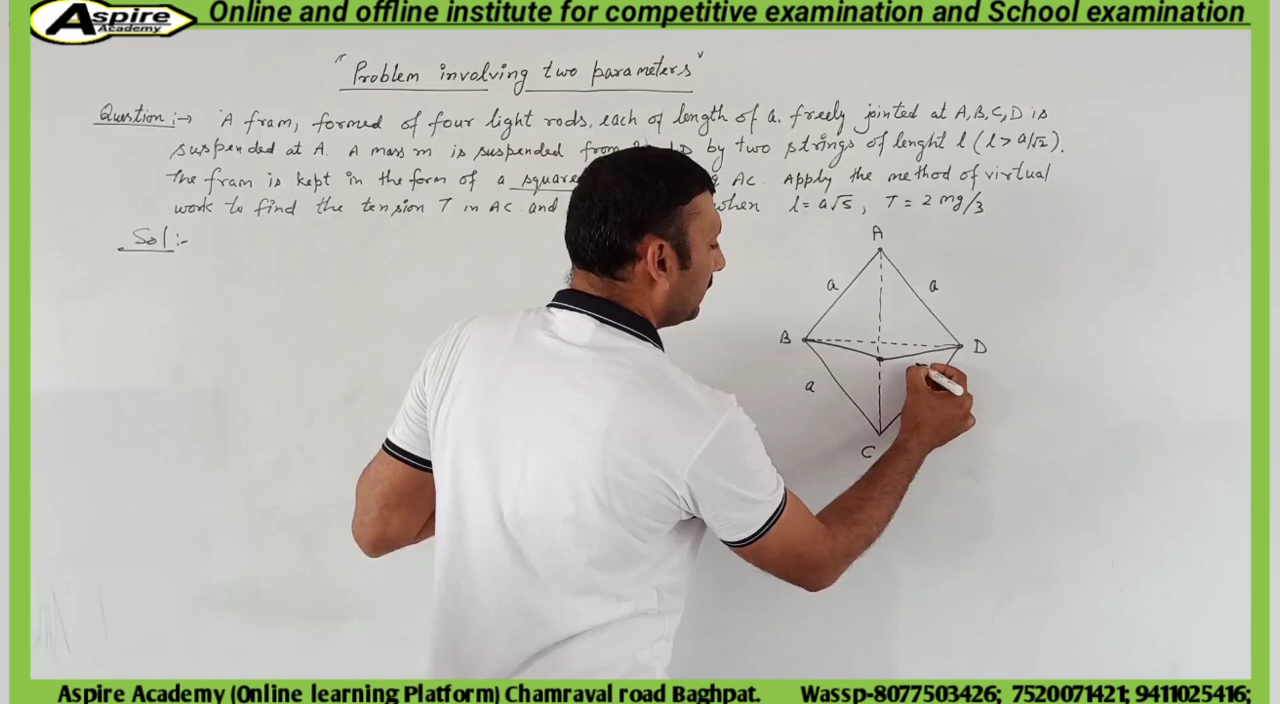 Aspire Academy
Online and offline institute for competitive examination and School examination
"Problem involving two parameters"
Question:→ A fram, formed of four light rods, each of length of a. freely jointed at A,B,C,D is
suspended at A. A mass m is suspended from D by two strings of lenght l (l > a/√2).
The fram is kept in the form of a square AC. Apply the method of virtual
work to find the tension T in AC. and when l = a√5, T = 2mg/3
Sol:-
A
a a
B D
a
C
Aspire Academy (Online learning Platform) Chamraval road Baghpat. Wassp-8077503426; 7520071421; 9411025416;